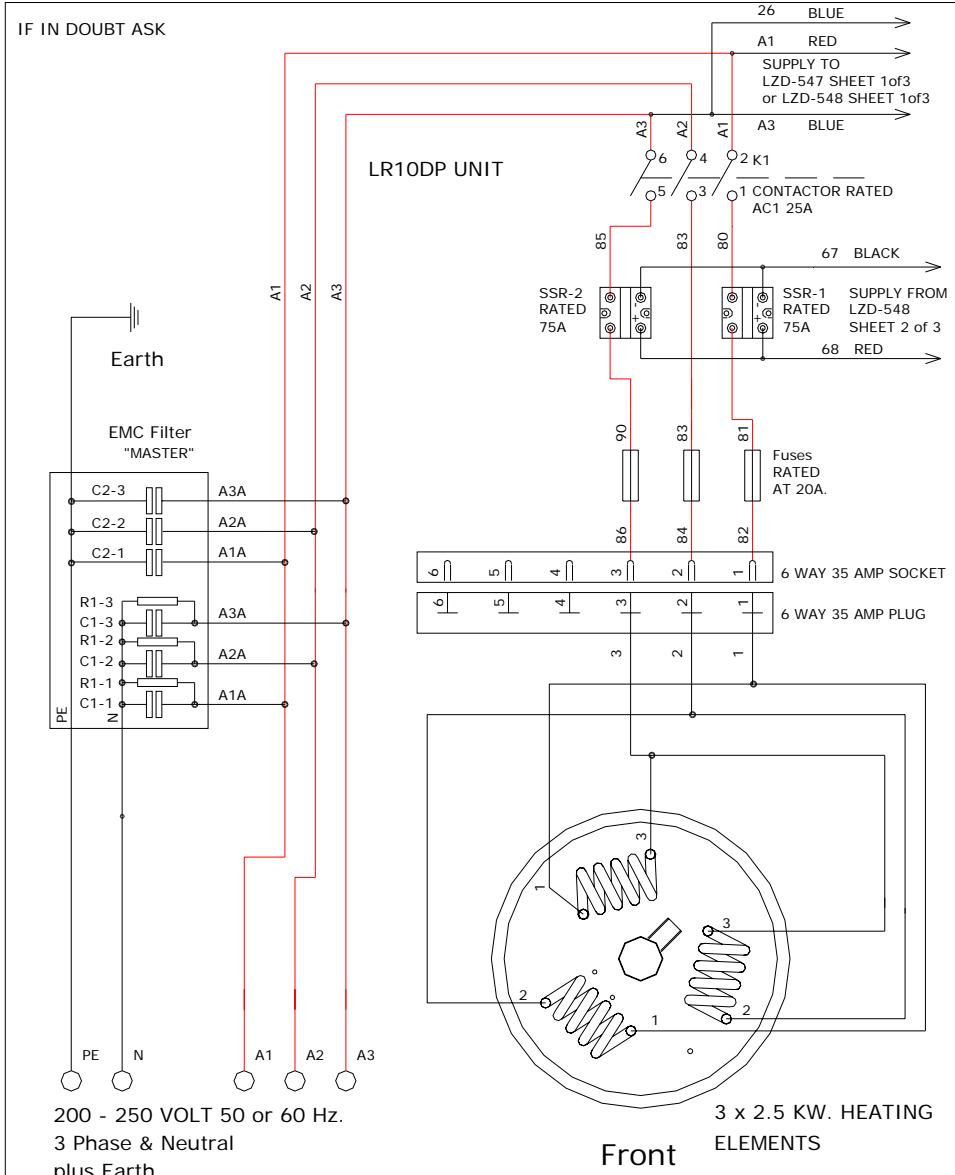 IF IN DOUBT ASK
26 BLUE
A1 RED
SUPPLY TO
LZD-547 SHEET 1of3
or LZD-548 SHEET 1of3
A3 BLUE
A3
A2
A1
LR10DP UNIT
6
4
2 K1
5
3
1 CONTACTOR RATED
AC1 25A
85
83
80
67 BLACK
A1
A2
A3
SSR-2
RATED
75A
-
+
-
+
SSR-1
RATED
75A
SUPPLY FROM
LZD-548
SHEET 2 of 3
68 RED
Earth
EMC Filter
"MASTER"
90
83
81
Fuses
RATED
AT 20A.
C2-3 A3A
C2-2 A2A
C2-1 A1A
86
84
82
6 5 4 3 2 1 6 WAY 35 AMP SOCKET
6 5 4 3 2 1 6 WAY 35 AMP PLUG
R1-3
C1-3 A3A
R1-2
C1-2 A2A
R1-1
C1-1 A1A
PE
N
3
2
1
3
1
3
2
2
1
PE N A1 A2 A3
200 - 250 VOLT 50 or 60 Hz.
3 Phase & Neutral
plus Earth
Front
3 x 2.5 KW. HEATING
ELEMENTS